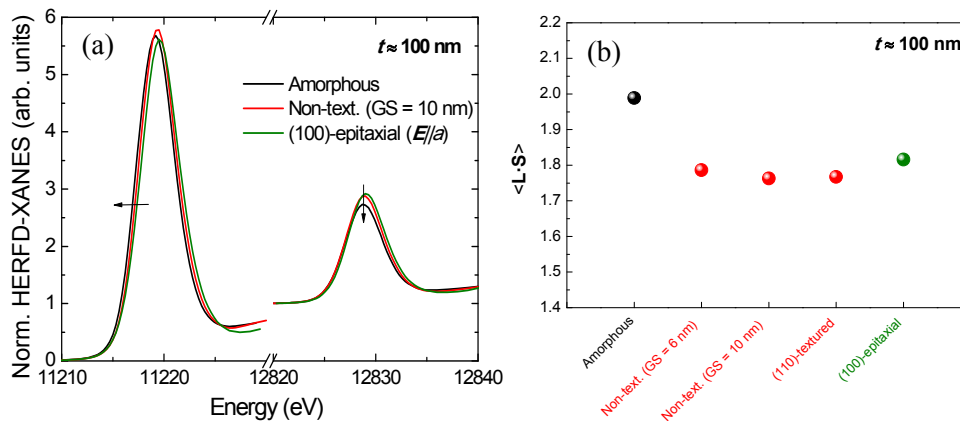 (a)
t ≈ 100 nm
Amorphous
Non-text. (GS = 10 nm)
(100)-epitaxial (E//a)
Norm. HERFD-XANES (arb. units)
6
5
4
3
2
1
0
11210 11220 12820 12830 12840
Energy (eV)
(b)
t ≈ 100 nm
<L·S>
2.2
2.1
2.0
1.9
1.8
1.7
1.6
1.5
1.4
Amorphous
Non-text. (GS = 6 nm)
Non-text. (GS = 10 nm)
(110)-textured
(100)-epitaxial